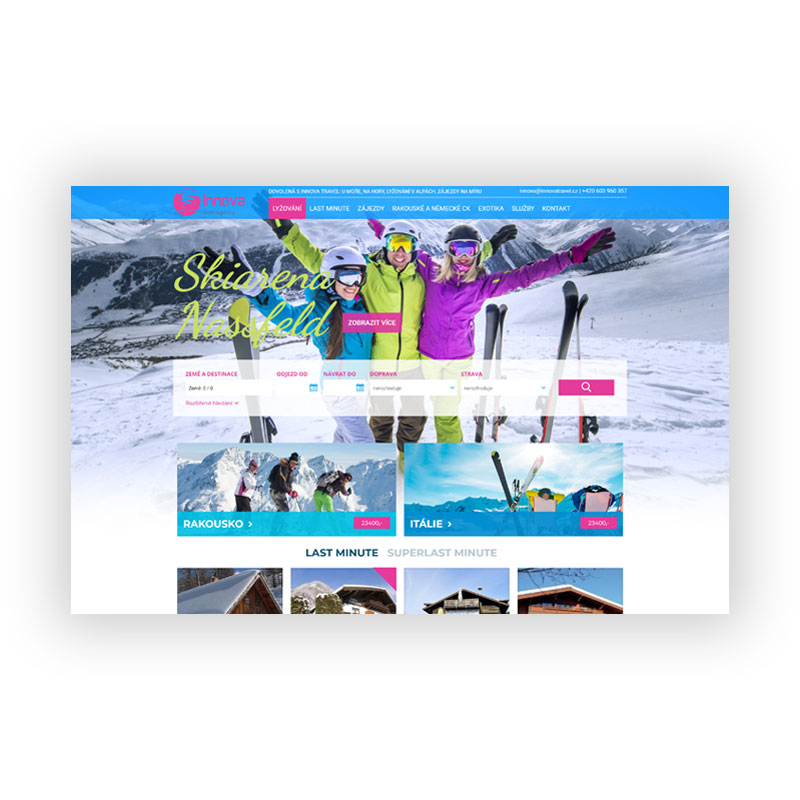 DOVOLENÁ S INNOVA TRAVEL: U MOŘE, NA HORY, LYŽOVÁNÍ V ALPÁCH, ZÁJEZDY NA MÍRU
innova@innovatravel.cz | +420 603 960 357
innova
LYŽOVÁNÍ LAST MINUTE ZÁJEZDY RAKOUSKÉ A NĚMECKÉ CK EXOTIKA SLUŽBY KONTAKT
Skiarena
Nassfeld
ZOBRAZIT VÍCE
ZEMĚ A DESTINACE ODJEZD OD NÁVRAT DO DOPRAVA STRAVA
Země: 0 / 0 nerozhoduje nerozhoduje
Rozšířené hledání
RAKOUSKO › 23400,-
ITÁLIE › 23400,-
LAST MINUTE SUPERLAST MINUTE